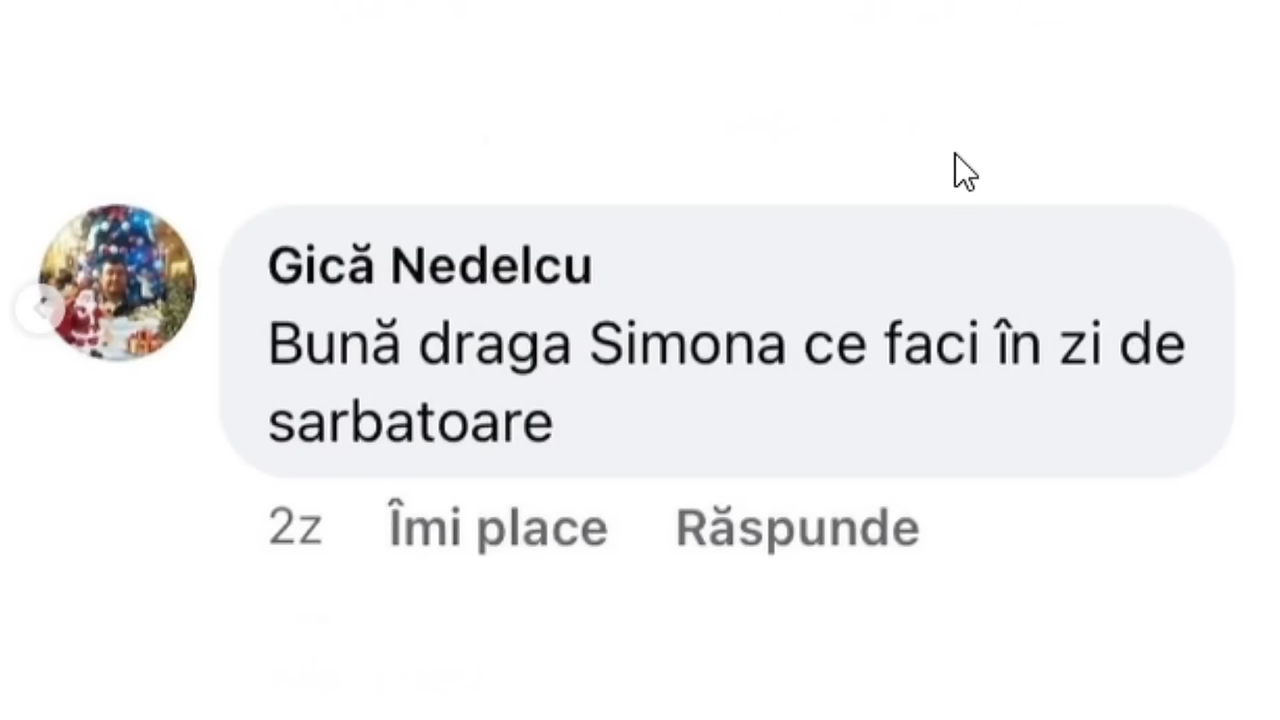 Gică Nedelcu
Bună draga Simona ce faci în zi de
sarbatoare
2z Îmi place Răspunde